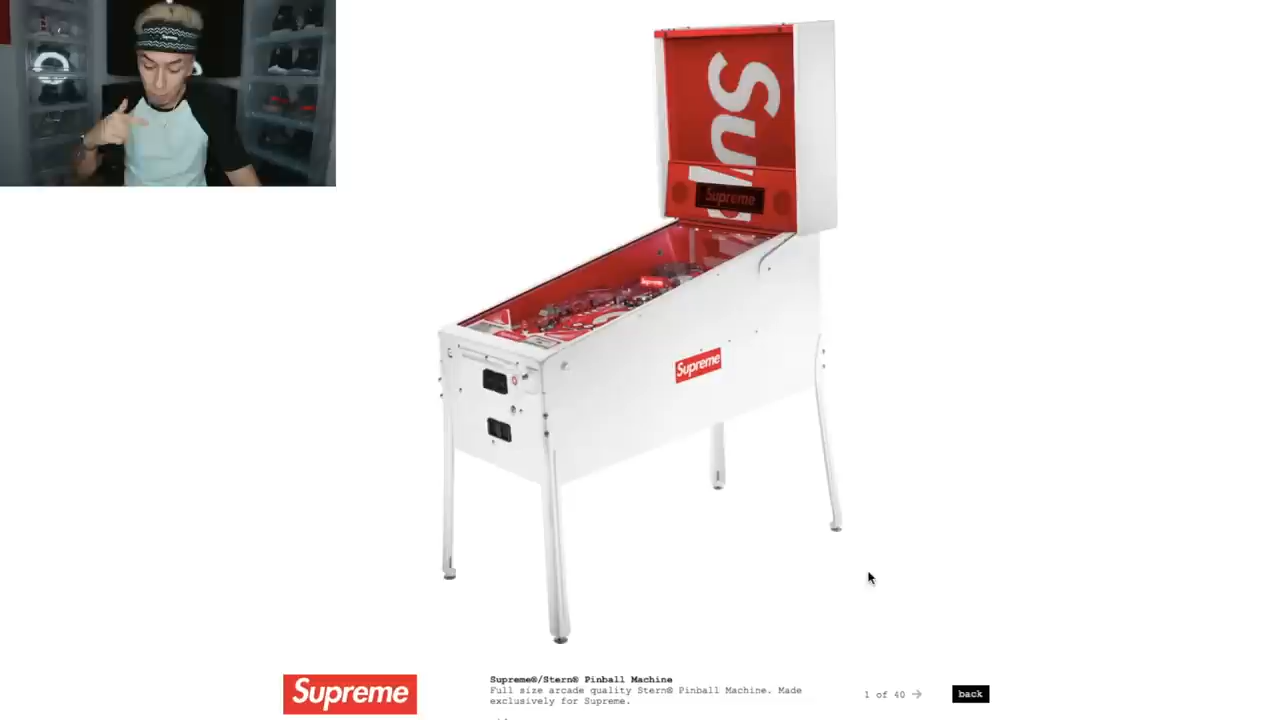 Supreme
Supreme
Supreme
Supreme®/Stern® Pinball Machine
Full size arcade quality Stern® Pinball Machine. Made
exclusively for Supreme.
1 of 40
back